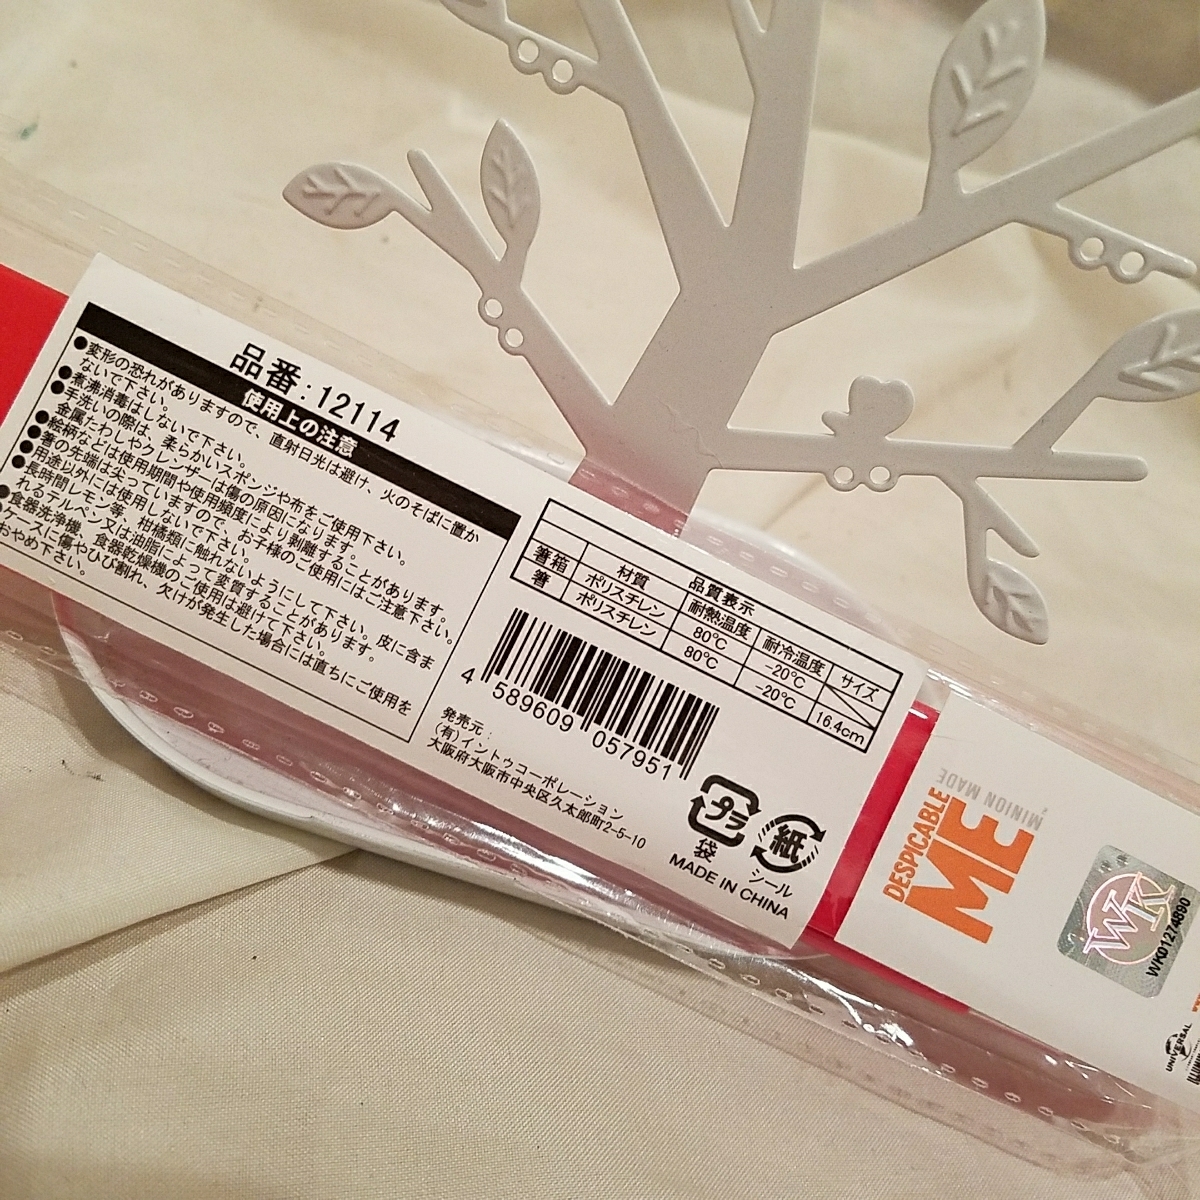 品番:12114
使用上の注意
●変形の恐れがありますので、直射日光は避け、火のそばに置か
ないで下さい。
●煮沸消毒はしないで下さい。
●手洗いの際は、柔らかいスポンジや布をご使用下さい。
金属たわしやクレンザーは傷の原因になります。
●絵柄などは使用期間や使用頻度により剥離することがあります。
●箸の先端は尖っていますので、お子様のご使用にはご注意下さい。
●用途以外には使用しないで下さい。
●長時間レモン等、柑橘類に触れないようにして下さい。皮に含ま
れるテルペン又は油脂によって変質することがあります。
●食器洗浄機、食器乾燥機のご使用は避けて下さい。
ケースに傷やひび割れ、欠けが発生した場合には直ちにご使用を
おやめ下さい。
品質表示
材質 耐熱温度 耐冷温度 サイズ
箸箱 ポリスチレン 80℃ -20℃
箸 ポリスチレン 80℃ -20℃ 16.4cm
4 589609 057951
発売元:
(有)イントゥコーポレーション
大阪府大阪市中央区久太郎町2-5-10
プラ
袋
紙
シール
MADE IN CHINA
DESPICABLE
ME
MINION MADE
WK
WK01274890
UNIVERSAL